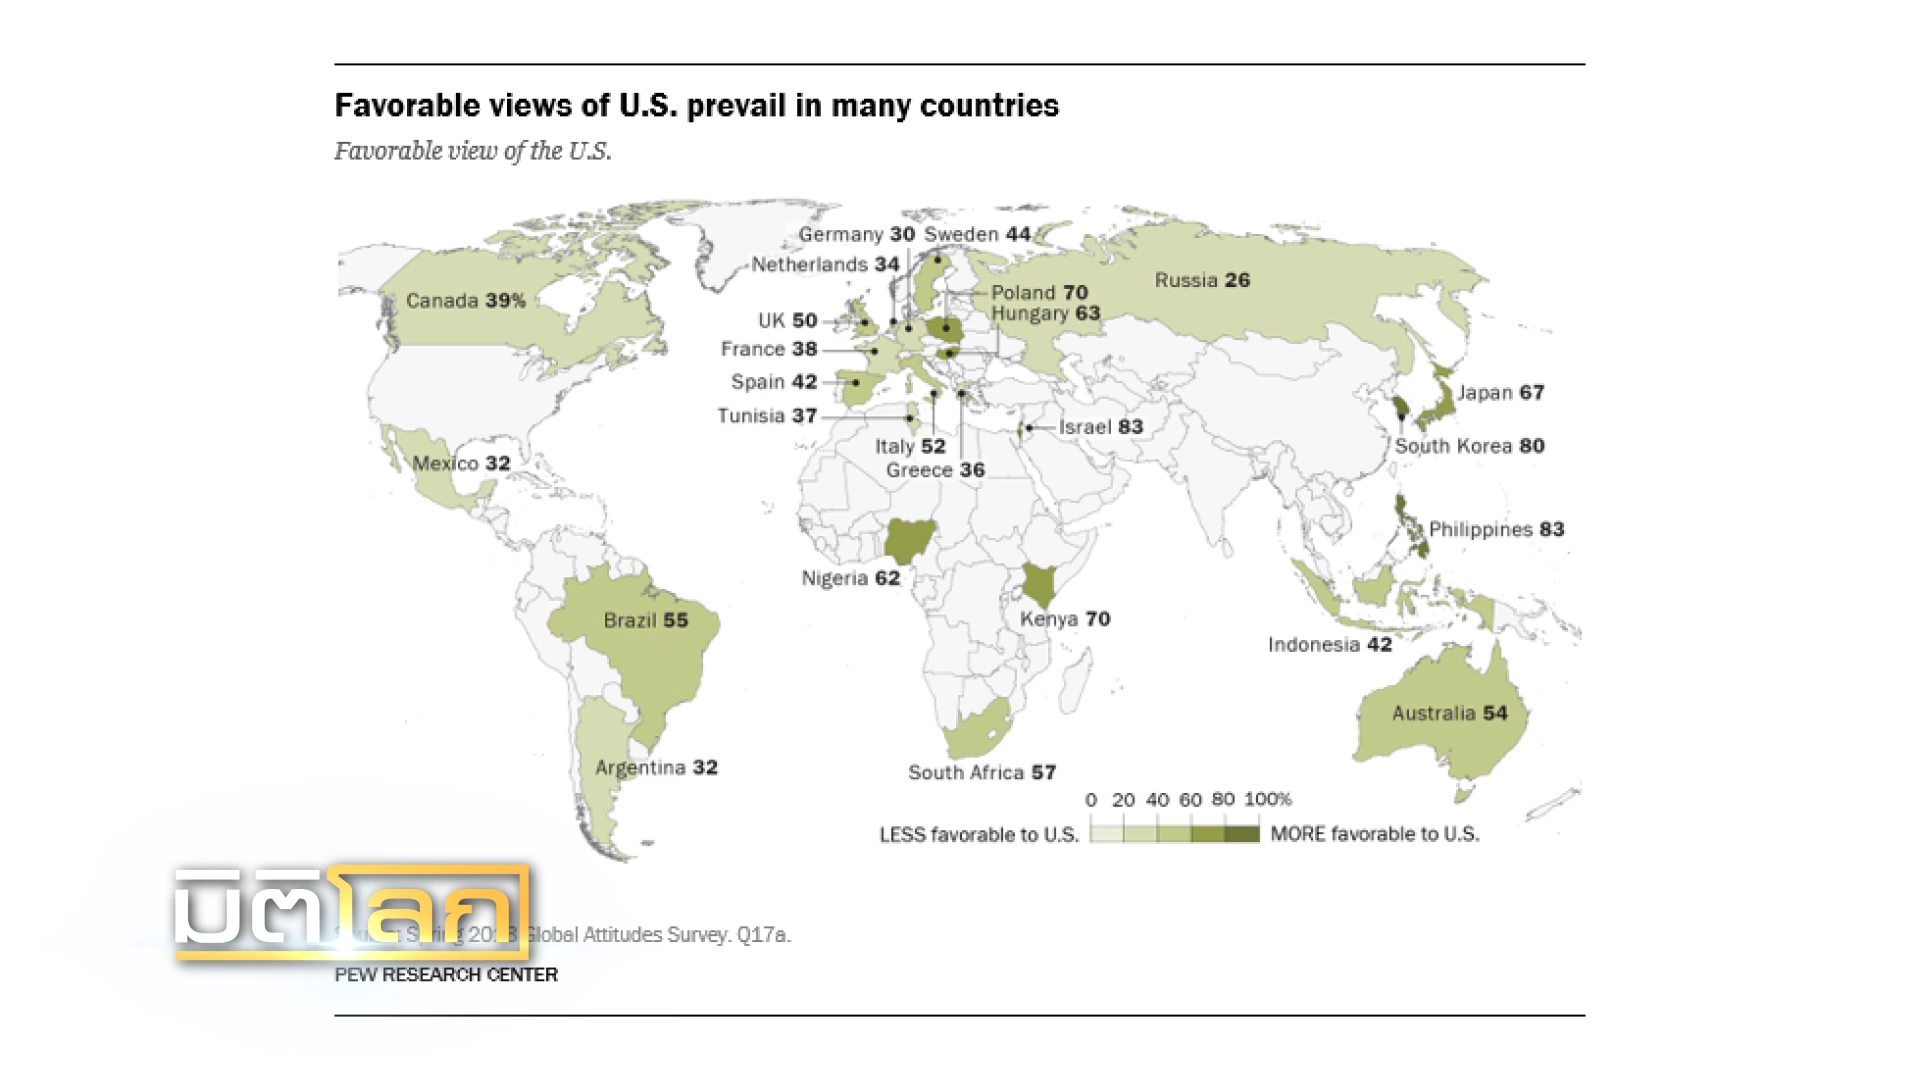 Favorable views of U.S. prevail in many countries
Favorable view of the U.S.
Germany 30
Sweden 44
Netherlands 34
Russia 26
Canada 39%
Poland 70
Hungary 63
UK 50
France 38
Spain 42
Japan 67
Tunisia 37
Israel 83
Italy 52
South Korea 80
Mexico 32
Greece 36
Philippines 83
Nigeria 62
Brazil 55
Kenya 70
Indonesia 42
Australia 54
Argentina 32
South Africa 57
0 20 40 60 80 100%
LESS favorable to U.S.
MORE favorable to U.S.
มิติโลก
Spring 2018 Global Attitudes Survey. Q17a.
PEW RESEARCH CENTER